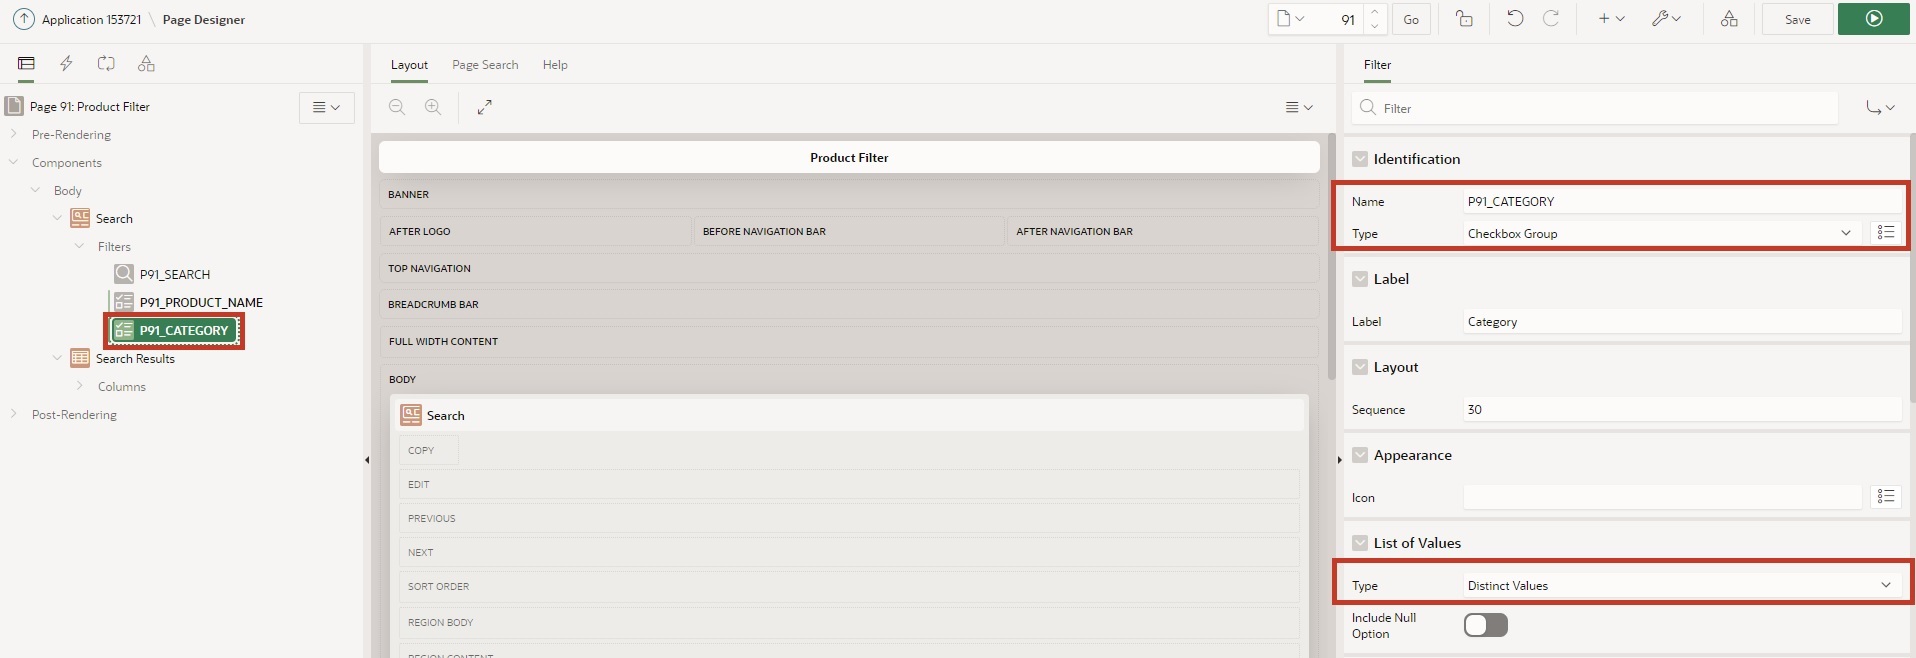 Application 153721 \ Page Designer
91
Go
Save
Page 91: Product Filter
Pre-Rendering
Components
Body
Search
Filters
P91_SEARCH
P91_PRODUCT_NAME
P91_CATEGORY
Search Results
Columns
Post-Rendering
Layout Page Search Help
Product Filter
BANNER
AFTER LOGO BEFORE NAVIGATION BAR AFTER NAVIGATION BAR
TOP NAVIGATION
BREADCRUMB BAR
FULL WIDTH CONTENT
BODY
Search
COPY
EDIT
PREVIOUS
NEXT
SORT ORDER
REGION BODY
REGION CONTENT
Filter
Filter
Identification
Name P91_CATEGORY
Type Checkbox Group
Label
Label Category
Layout
Sequence 30
Appearance
Icon
List of Values
Type Distinct Values
Include Null
Option